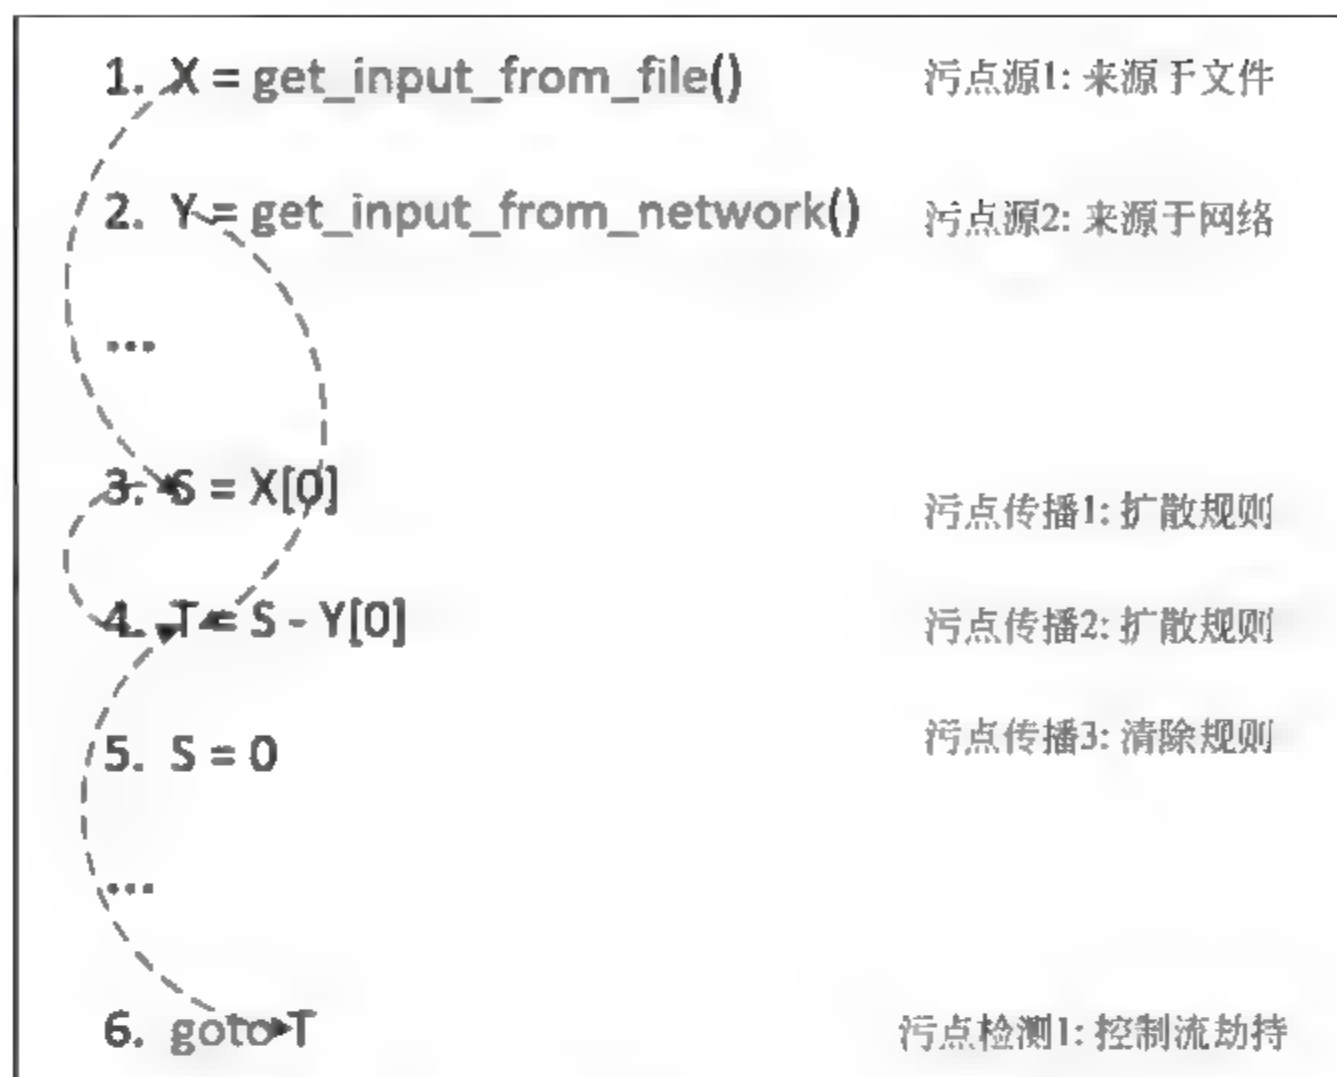 1. X = get_input_from_file() 污点源1: 来源于文件
2. Y = get_input_from_network() 污点源2: 来源于网络
...
3. S = X[0] 污点传播1: 扩散规则
4. T = S - Y[0] 污点传播2: 扩散规则
5. S = 0 污点传播3: 清除规则
...
6. goto T 污点检测1: 控制流劫持